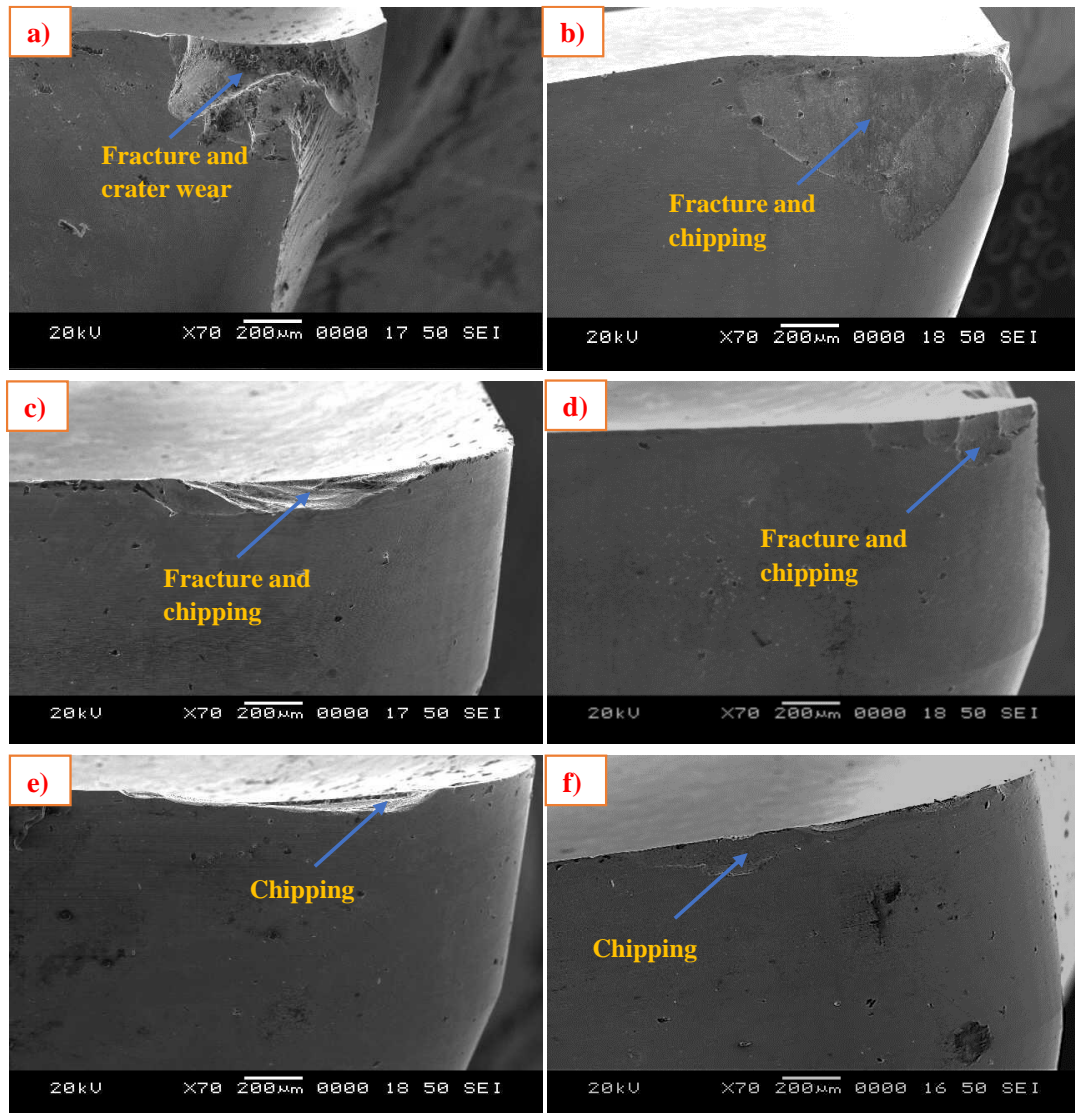 a)
Fracture and
crater wear
20kV X70 200μm 0000 17 50 SEI
b)
Fracture and
chipping
20kV X70 200μm 0000 18 50 SEI
c)
Fracture and
chipping
20kV X70 200μm 0000 17 50 SEI
d)
Fracture and
chipping
20kV X70 200μm 0000 18 50 SEI
e)
Chipping
20kV X70 200μm 0000 18 50 SEI
f)
Chipping
20kV X70 200μm 0000 16 50 SEI